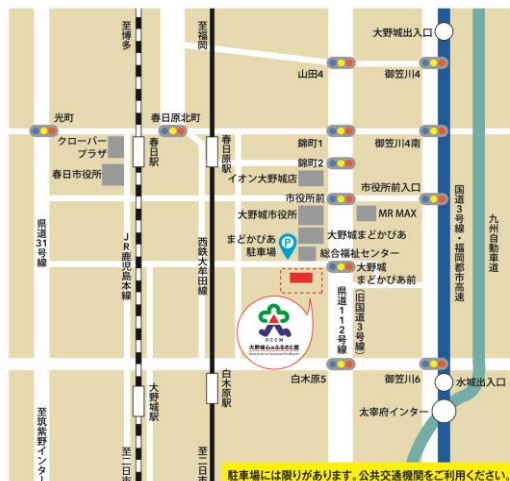 至博多
至福岡
大野城出入口
山田4
御笠川4
光町
春日原北町
クローバー
プラザ
春日市役所
春日駅
春日原駅
錦町1
御笠川4南
錦町2
イオン大野城店
市役所前
市役所前入口
大野城市役所
MR MAX
まどかぴあ
駐車場
P
大野城まどかぴあ
総合福祉センター
大野城
まどかぴあ前
県道31号線
JR鹿児島本線
西鉄大牟田線
県道112号線
(旧国道3号線)
国道3号線・福岡都市高速
九州自動車道
OCCM
大野城心のふるさと館
白木原5
御笠川6
大野城駅
白木原駅
水城出入口
太宰府インター
至筑紫野インター
至二日市
至二日市
駐車場には限りがあります。公共交通機関をご利用ください。